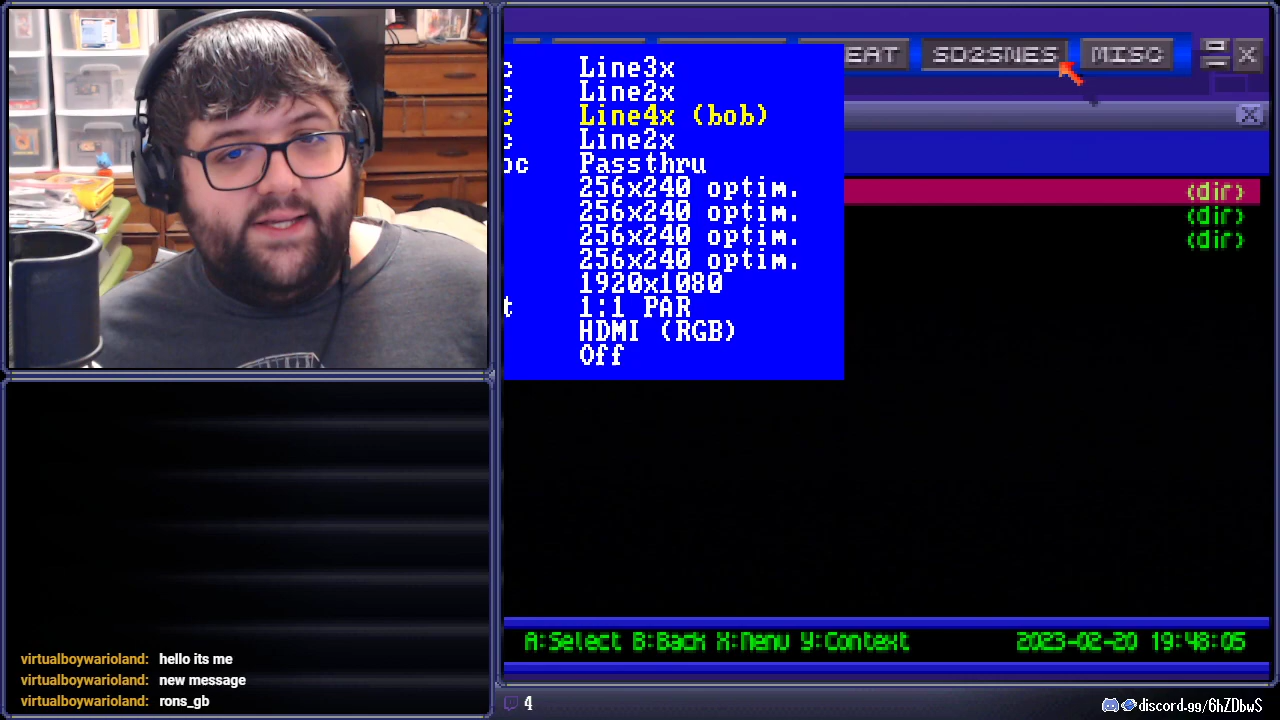 EAT SD2SNES MISC X
c Line3x
c Line2x
c Line4x (bob)
c Line2x
oc Passthru
256x240 optim. (dir)
256x240 optim. (dir)
256x240 optim. (dir)
256x240 optim.
1920x1080
t 1:1 PAR
HDMI (RGB)
Off
A:Select B:Back X:Menu Y:Context 2023-02-20 19:48:05
virtualboywarioland: hello its me
virtualboywarioland: new message
virtualboywarioland: rons_gb
4
discord.gg/6hZDbwS